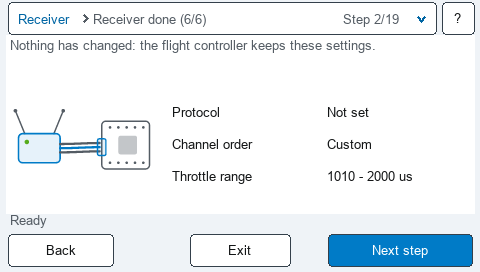 Receiver > Receiver done (6/6) Step 2/19 ?
Nothing has changed: the flight controller keeps these settings.
Protocol Not set
Channel order Custom
Throttle range 1010 - 2000 us
Ready
Back Exit Next step